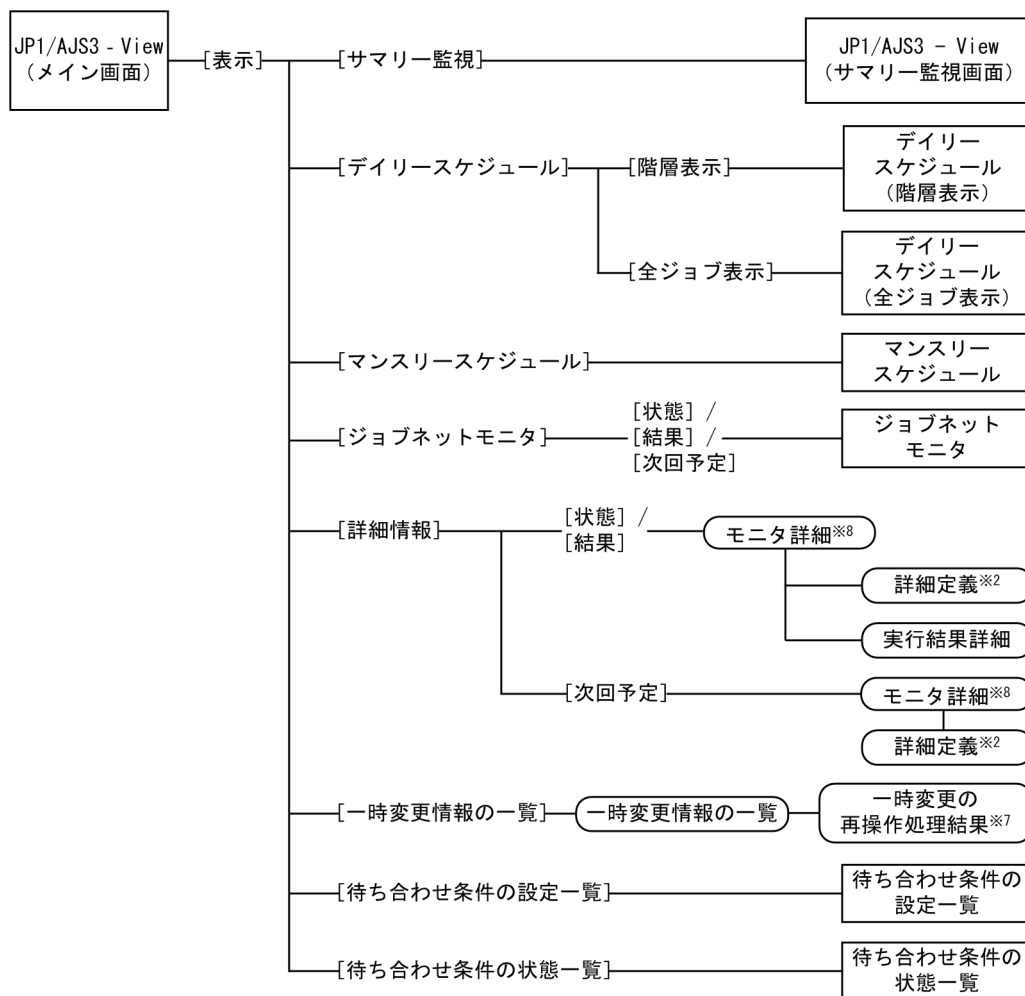 JP1/AJS3 - View
（メイン画面）
[表示]
[サマリー監視]
JP1/AJS3 - View
（サマリー監視画面）
[デイリースケジュール]
[階層表示]
デイリー
スケジュール
（階層表示）
[全ジョブ表示]
デイリー
スケジュール
（全ジョブ表示）
[マンスリースケジュール]
マンスリー
スケジュール
[ジョブネットモニタ]
[状態] /
[結果] /
[次回予定]
ジョブネット
モニタ
[詳細情報]
[状態] /
[結果]
モニタ詳細※8
詳細定義※2
実行結果詳細
[次回予定]
モニタ詳細※8
詳細定義※2
[一時変更情報の一覧]
一時変更情報の一覧
一時変更の
再操作処理結果※7
[待ち合わせ条件の設定一覧]
待ち合わせ条件の
設定一覧
[待ち合わせ条件の状態一覧]
待ち合わせ条件の
状態一覧